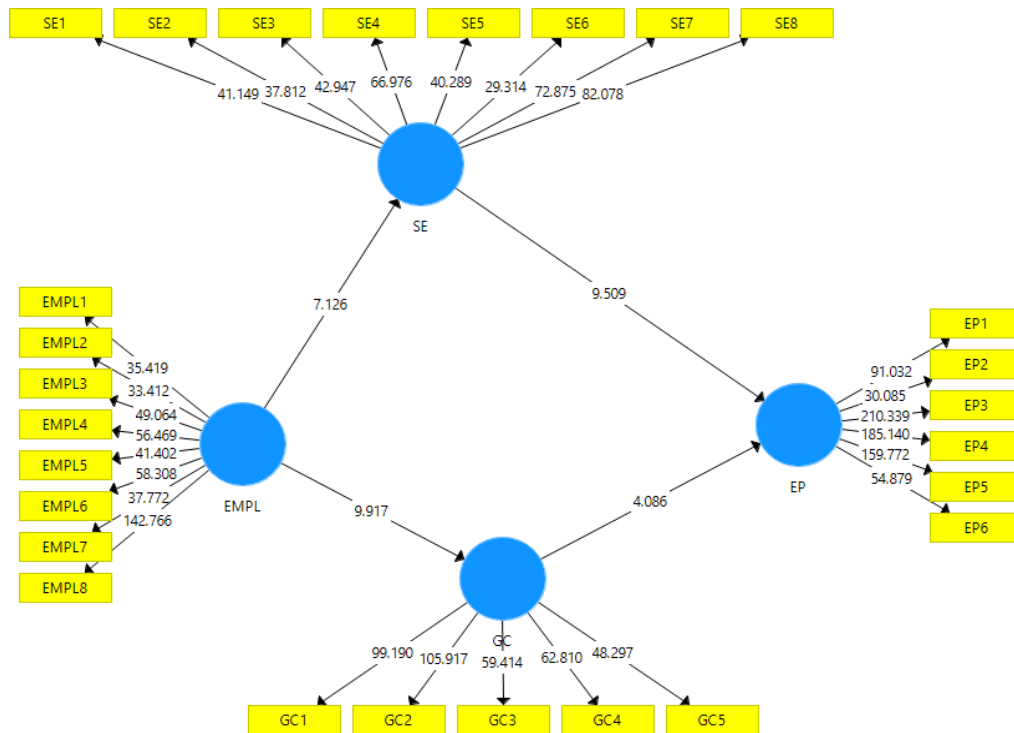 SE1 SE2 SE3 SE4 SE5 SE6 SE7 SE8
41.149 37.812 42.947 66.976 40.289 29.314 72.875 82.078
SE
7.126
9.509
EMPL1
EMPL2
EMPL3
EMPL4
EMPL5
EMPL6
EMPL7
EMPL8
35.419
33.412
49.064
56.469
41.402
58.308
37.772
142.766
EMPL
9.917
4.086
EP1
EP2
EP3
EP4
EP5
EP6
91.032
30.085
210.339
185.140
159.772
54.879
EP
GC
99.190 105.917 59.414 62.810 48.297
GC1 GC2 GC3 GC4 GC5